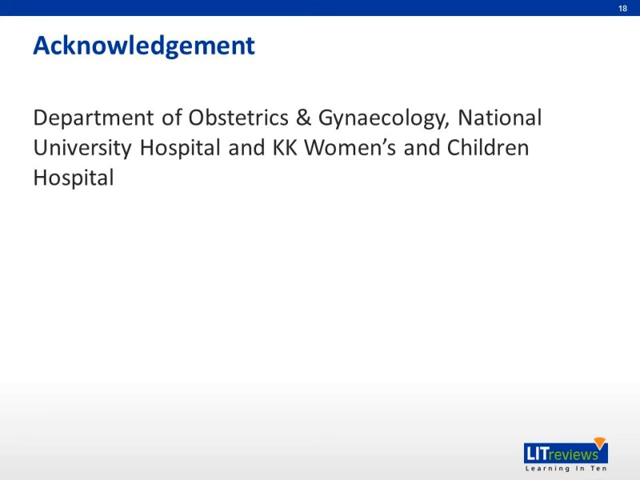 18
Acknowledgement
Department of Obstetrics & Gynaecology, National
University Hospital and KK Women’s and Children
Hospital
LITreviews
Learning In Ten